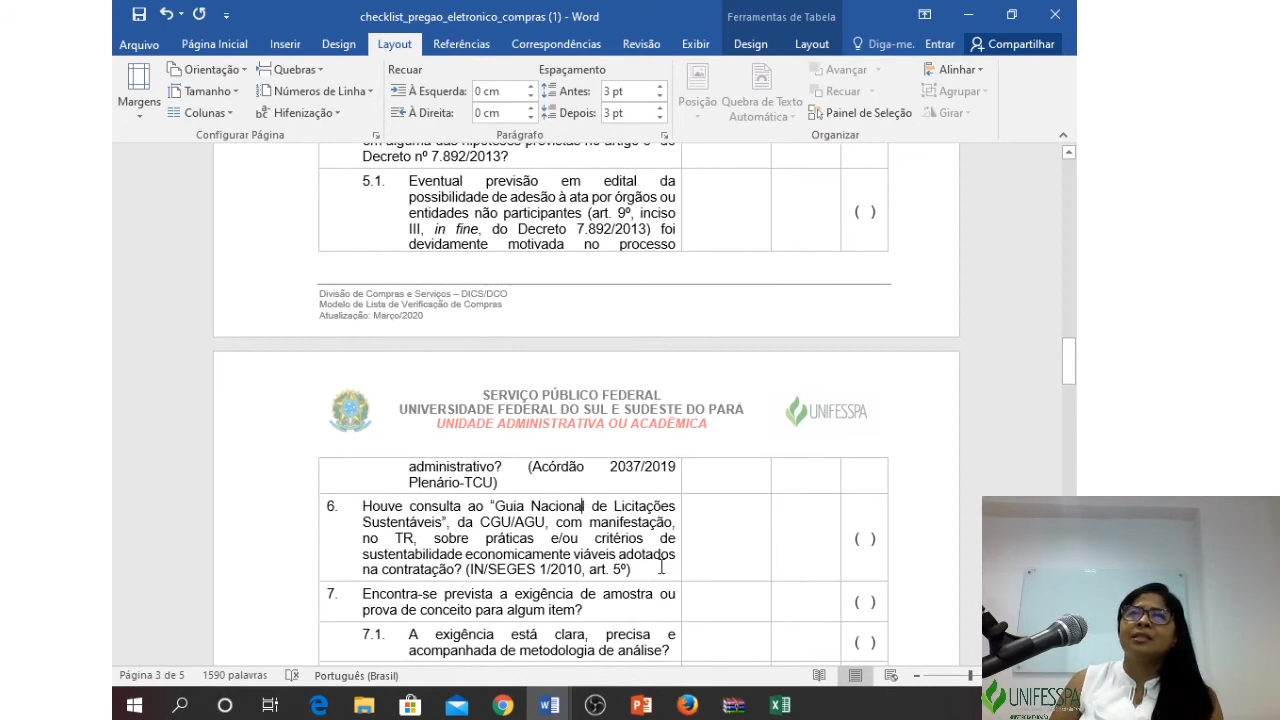 checklist_pregao_eletronico_compras (1) - Word
Ferramentas de Tabela
Arquivo Página Inicial Inserir Design Layout Referências Correspondências Revisão Exibir Design Layout Diga-me. Entrar Compartilhar
Margens
Orientação
Tamanho
Colunas
Quebras
Números de Linha
Hifenização
Configurar Página
Recuar
À Esquerda: 0 cm
À Direita: 0 cm
Espaçamento
Antes: 3 pt
Depois: 3 pt
Parágrafo
Posição
Quebra de Texto
Automática
Avançar
Recuar
Painel de Seleção
Alinhar
Agrupar
Girar
Organizar
Decreto nº 7.892/2013?
5.1. Eventual previsão em edital da
possibilidade de adesão à ata por órgãos ou
entidades não participantes (art. 9º, inciso
III, in fine, do Decreto 7.892/2013) foi
devidamente motivada no processo
( )
Divisão de Compras e Serviços – DICS/DCO
Modelo de Lista de Verificação de Compras
Atualização: Março/2020
SERVIÇO PÚBLICO FEDERAL
UNIVERSIDADE FEDERAL DO SUL E SUDESTE DO PARÁ
UNIDADE ADMINISTRATIVA OU ACADÊMICA
UNIFESSPA
administrativo? (Acórdão 2037/2019
Plenário-TCU)
6. Houve consulta ao “Guia Nacional de Licitações
Sustentáveis”, da CGU/AGU, com manifestação,
no TR, sobre práticas e/ou critérios de
sustentabilidade economicamente viáveis adotados
na contratação? (IN/SEGES 1/2010, art. 5º)
( )
7. Encontra-se prevista a exigência de amostra ou
prova de conceito para algum item?
( )
7.1. A exigência está clara, precisa e
acompanhada de metodologia de análise?
( )
Página 3 de 5 1590 palavras Português (Brasil)
UNIFESSPA